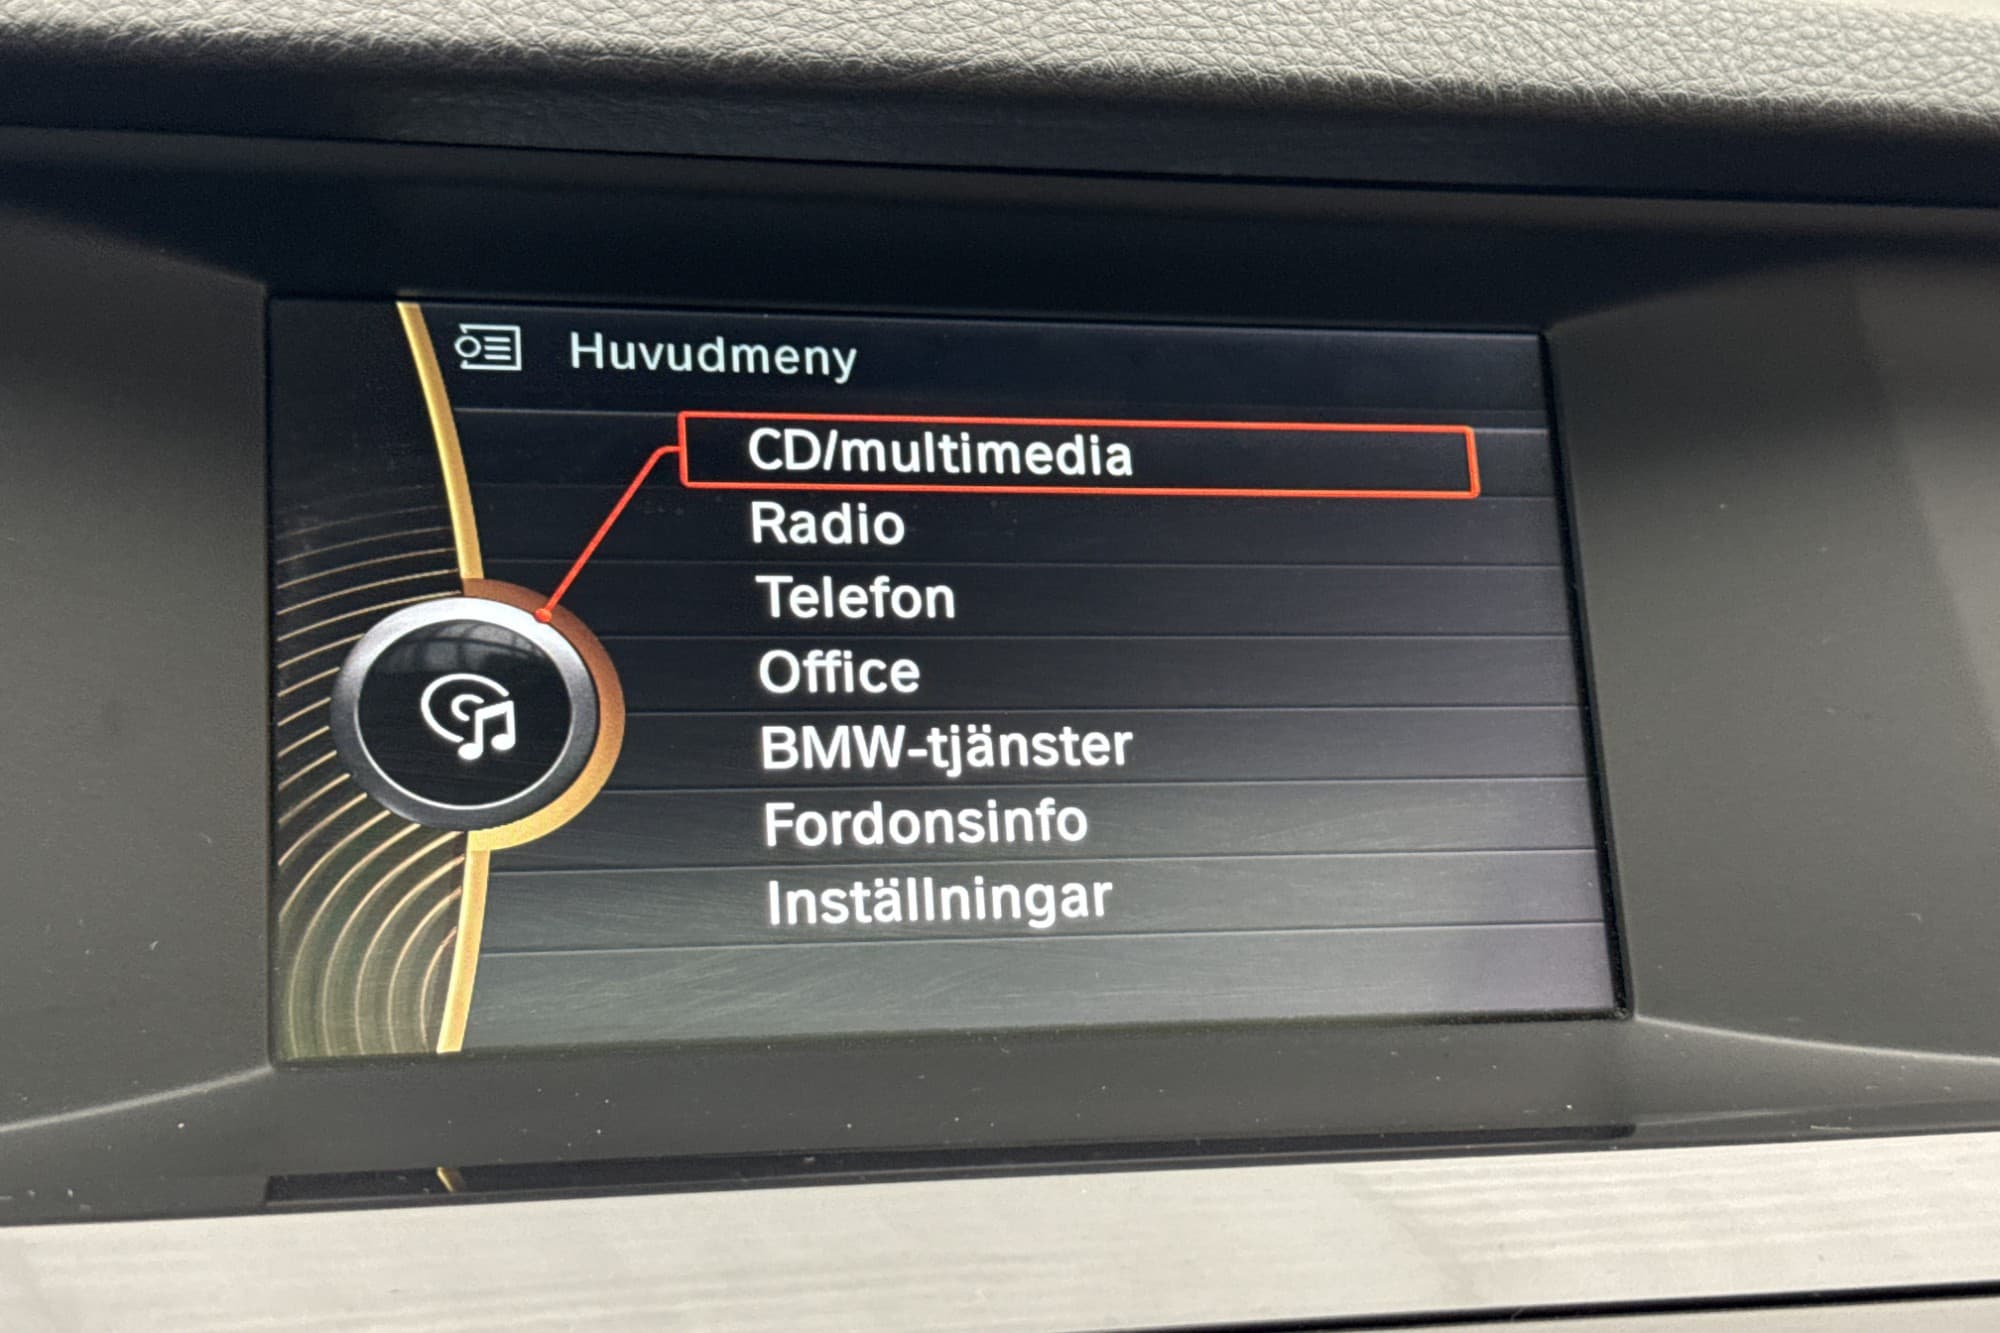 Huvudmeny
CD/multimedia
Radio
Telefon
Office
BMW-tjänster
Fordonsinfo
Inställningar